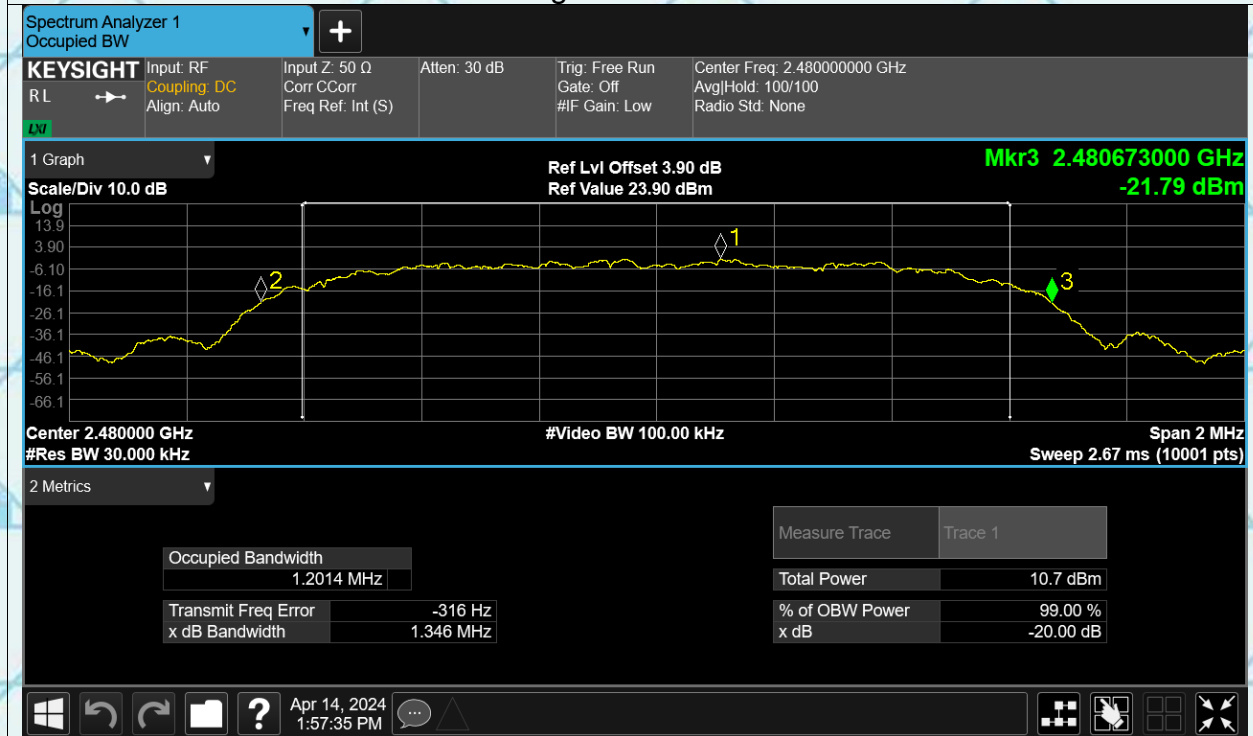 Spectrum Analyzer 1
Occupied BW
+
KEYSIGHT
RL
LXI
Input: RF
Coupling: DC
Align: Auto
Input Z: 50 Ω
Corr CCorr
Freq Ref: Int (S)
Atten: 30 dB
Trig: Free Run
Gate: Off
#IF Gain: Low
Center Freq: 2.480000000 GHz
Avg|Hold: 100/100
Radio Std: None
1 Graph
Scale/Div 10.0 dB
Ref Lvl Offset 3.90 dB
Ref Value 23.90 dBm
Mkr3 2.480673000 GHz
-21.79 dBm
Log
13.9
3.90
-6.10
-16.1
-26.1
-36.1
-46.1
-56.1
-66.1
1
2
3
Center 2.480000 GHz
#Res BW 30.000 kHz
#Video BW 100.00 kHz
Span 2 MHz
Sweep 2.67 ms (10001 pts)
2 Metrics
Occupied Bandwidth
1.2014 MHz
Transmit Freq Error -316 Hz
x dB Bandwidth 1.346 MHz
Measure Trace Trace 1
Total Power 10.7 dBm
% of OBW Power 99.00 %
x dB -20.00 dB
?
Apr 14, 2024
1:57:35 PM